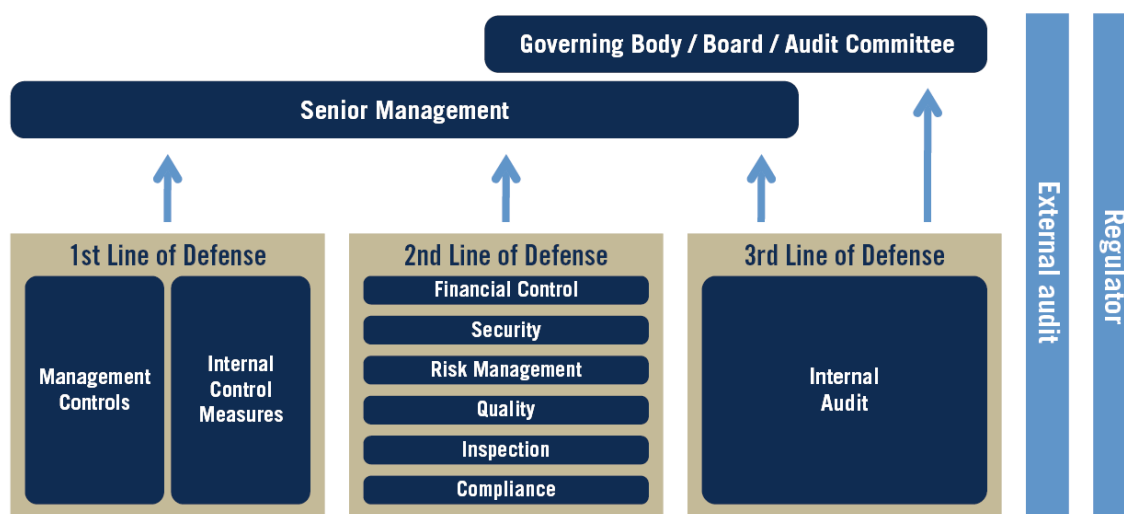 Governing Body / Board / Audit Committee
Senior Management
1st Line of Defense
Management
Controls
Internal
Control
Measures
2nd Line of Defense
Financial Control
Security
Risk Management
Quality
Inspection
Compliance
3rd Line of Defense
Internal
Audit
External audit
Regulator